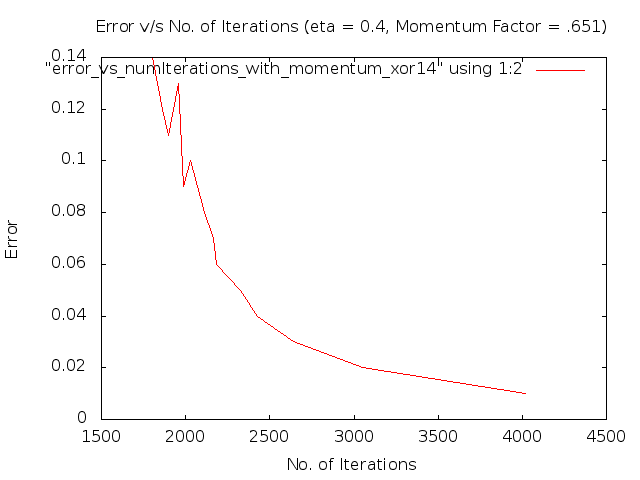 Error v/s No. of Iterations (eta = 0.4, Momentum Factor = .651)
"error_vs_numIterations_with_momentum_xor14" using 1:2
0.14
0.12
0.1
0.08
0.06
0.04
0.02
0
Error
1500 2000 2500 3000 3500 4000 4500
No. of Iterations